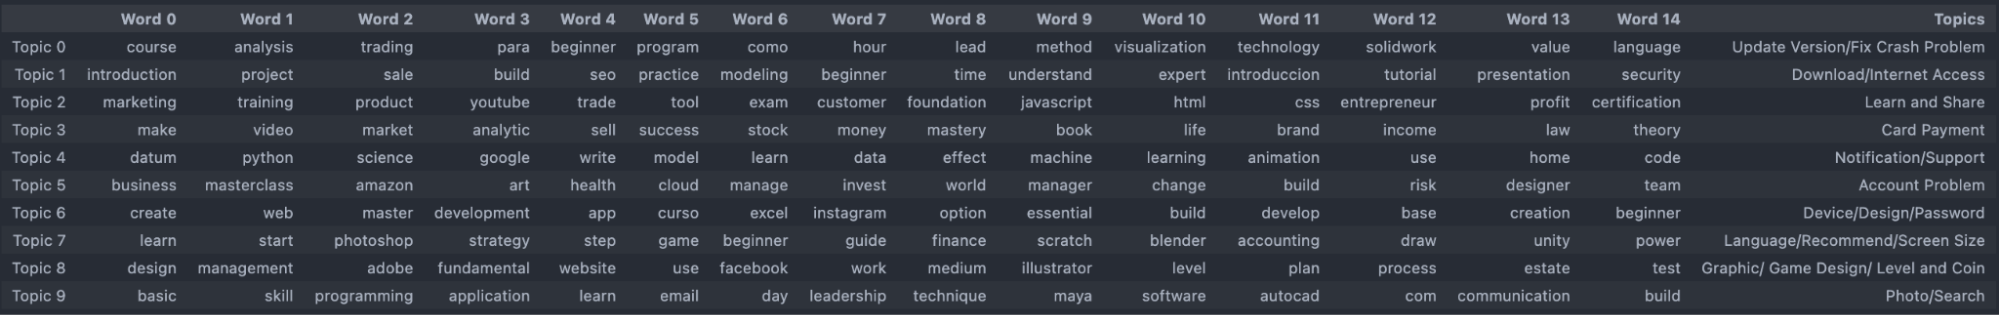 Word 0 Word 1 Word 2 Word 3 Word 4 Word 5 Word 6 Word 7 Word 8 Word 9 Word 10 Word 11 Word 12 Word 13 Word 14 Topics
Topic 0 course analysis trading para beginner program como hour lead method visualization technology solidwork value language Update Version/Fix Crash Problem
Topic 1 introduction project sale build seo practice modeling beginner time understand expert introduccion tutorial presentation security Download/Internet Access
Topic 2 marketing training product youtube trade tool exam customer foundation javascript html css entrepreneur profit certification Learn and Share
Topic 3 make video market analytic sell success stock money mastery book life brand income law theory Card Payment
Topic 4 datum python science google write model learn data effect machine learning animation use home code Notification/Support
Topic 5 business masterclass amazon art health cloud manage invest world manager change build risk designer team Account Problem
Topic 6 create web master development app curso excel instagram option essential build develop base creation beginner Device/Design/Password
Topic 7 learn start photoshop strategy step game beginner guide finance scratch blender accounting draw unity power Language/Recommend/Screen Size
Topic 8 design management adobe fundamental website use facebook work medium illustrator level plan process estate test Graphic/ Game Design/ Level and Coin
Topic 9 basic skill programming application learn email day leadership technique maya software autocad com communication build Photo/Search